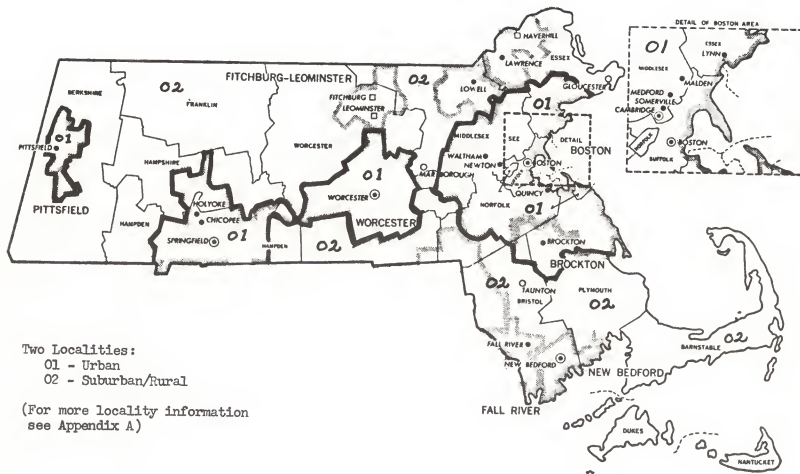 DETAIL OF BOSTON AREA
01
ESSEX
LYNN
MIDDLESEX
MALDEN
MEDFORD
SOMERVILLE
CAMBRIDGE
NORFOLK
BOSTON
SUFFOLK
HAVERHILL
LAWRENCE
ESSEX
GLOUCESTER
02
LOWELL
01
BERKSHIRE
02
FRANKLIN
FITCHBURG-LEOMINSTER
FITCHBURG
LEOMINSTER
01
PITTSFIELD
PITTSFIELD
HAMPSHIRE
WORCESTER
MIDDLESEX
SEE
DETAIL
BOSTON
WALTHAM
NEWTON
BOSTON
01
WORCESTER
WORCESTER
MARLBOROUGH
QUINCY
NORFOLK
01
HAMPDEN
HOLYOKE
CHICOPEE
SPRINGFIELD
01
HAMPDEN
02
BROCKTON
BROCKTON
02
TAUNTON
BRISTOL
PLYMOUTH
02
FALL RIVER
NEW BEDFORD
NEW BEDFORD
FALL RIVER
02
BARNSTABLE
DUKES
NANTUCKET
Two Localities:
01 - Urban
02 - Suburban/Rural
(For more locality information
see Appendix A)